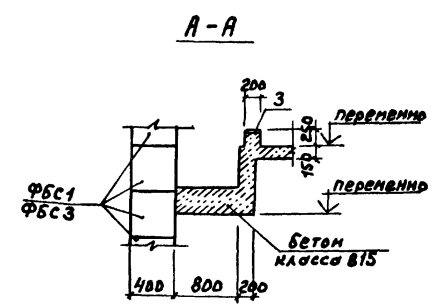 А-А
200
3
переменно
250
150
ФБС1
ФБС3
переменно
бетон
класса В15
400
800
200